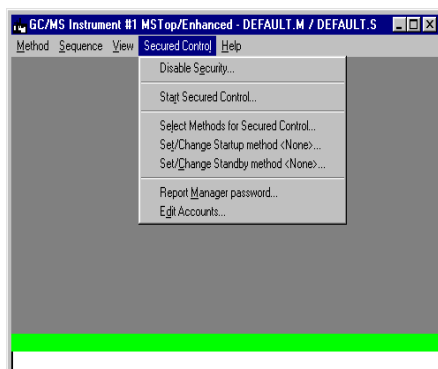 GC/MS Instrument #1 MSTop/Enhanced - DEFAULT.M / DEFAULT.S
Method Sequence View Secured Control Help
Disable Security...
Start Secured Control...
Select Methods for Secured Control...
Set/Change Startup method <None>...
Set/Change Standby method <None>...
Report Manager password...
Edit Accounts...